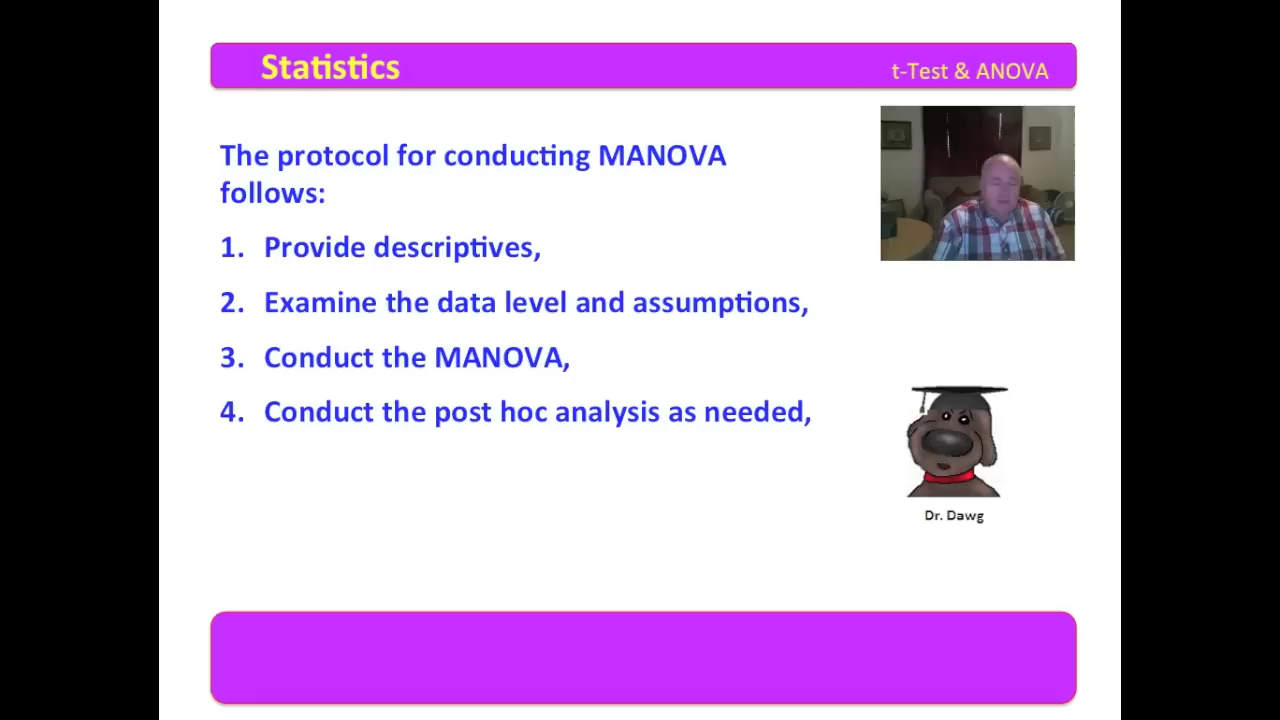 Statistics
t-Test & ANOVA
The protocol for conducting MANOVA
follows:
1. Provide descriptives,
2. Examine the data level and assumptions,
3. Conduct the MANOVA,
4. Conduct the post hoc analysis as needed,
Dr. Dawg